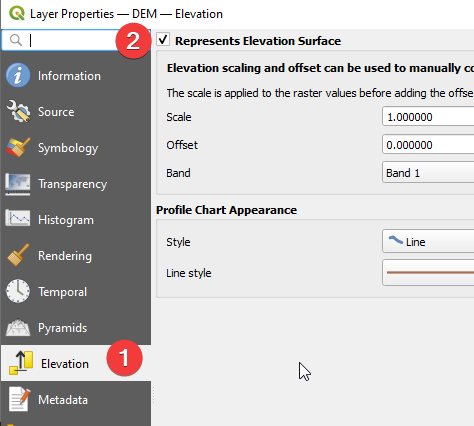 Layer Properties — DEM — Elevation
2
Represents Elevation Surface
Information
Source
Symbology
Transparency
Histogram
Rendering
Temporal
Pyramids
1
Elevation
Metadata
Elevation scaling and offset can be used to manually co
The scale is applied to the raster values before adding the offse
Scale
1.000000
Offset
0.000000
Band
Band 1
Profile Chart Appearance
Style
Line
Line style